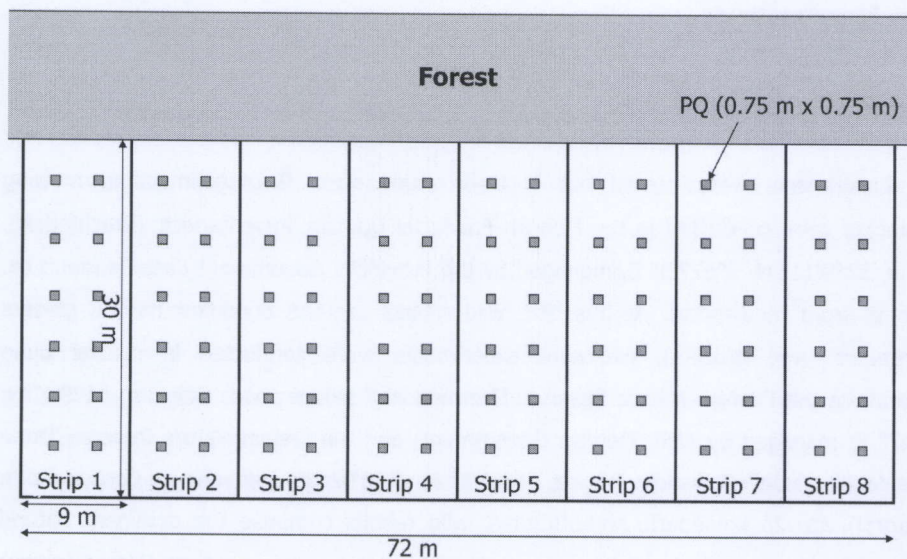 Forest
PQ (0.75 m x 0.75 m)
30 m
Strip 1 Strip 2 Strip 3 Strip 4 Strip 5 Strip 6 Strip 7 Strip 8
9 m
72 m